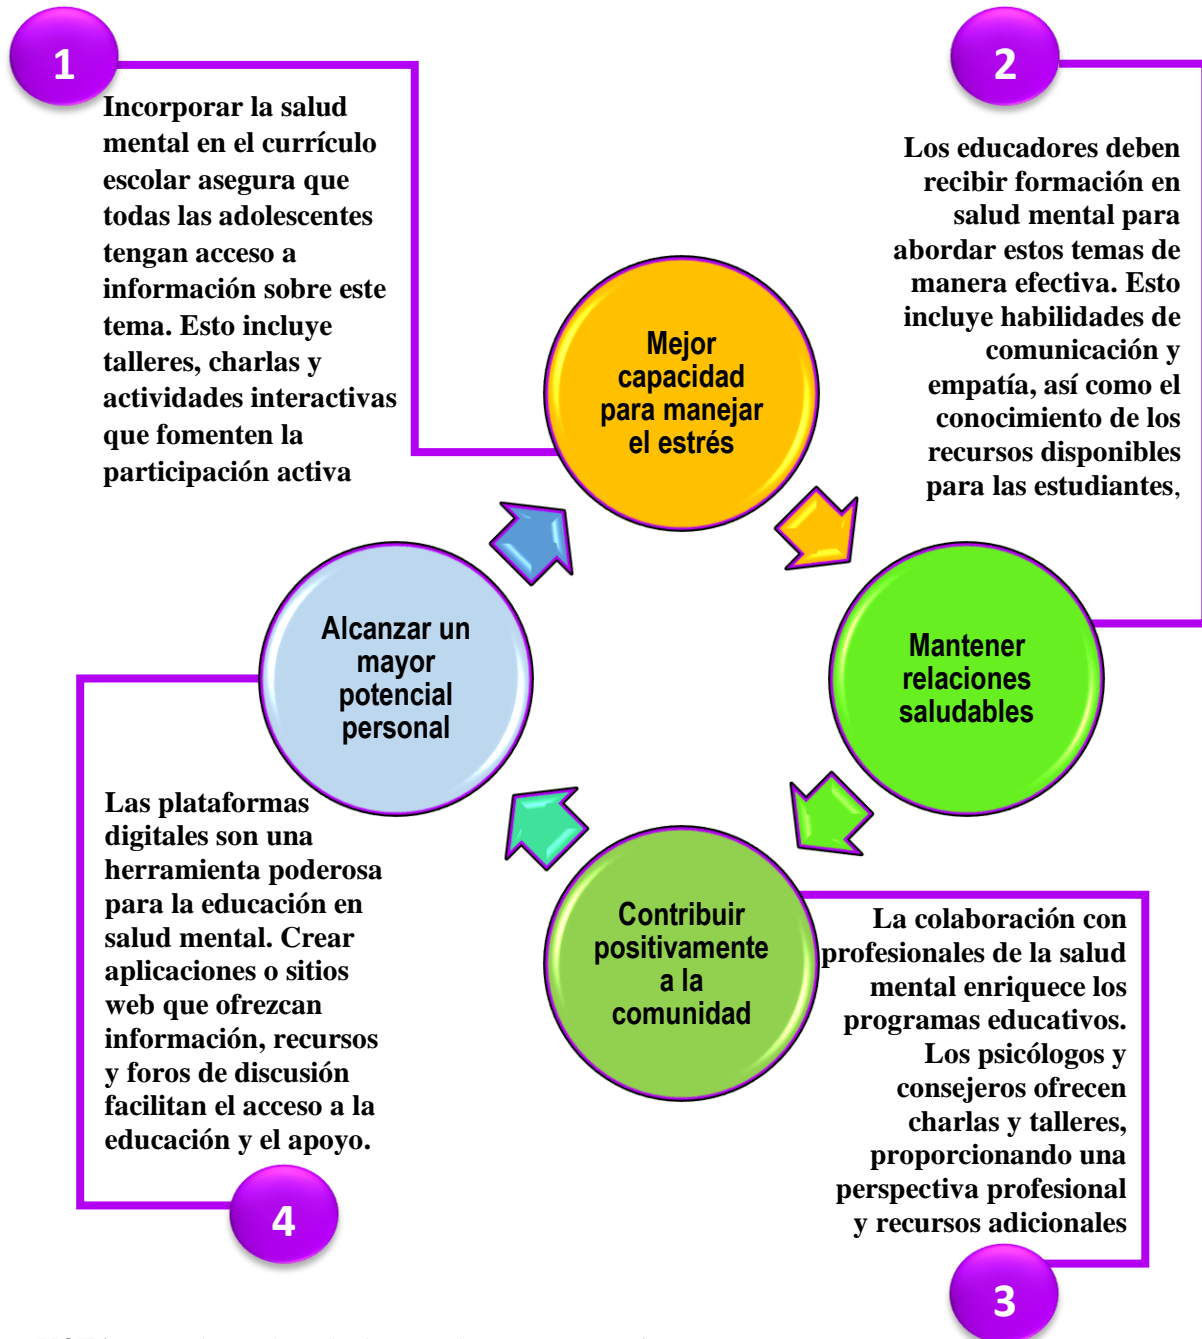 1
Incorporar la salud
mental en el currículo
escolar asegura que
todas las adolescentes
tengan acceso a
información sobre este
tema. Esto incluye
talleres, charlas y
actividades interactivas
que fomenten la
participación activa
2
Los educadores deben
recibir formación en
salud mental para
abordar estos temas de
manera efectiva. Esto
incluye habilidades de
comunicación y
empatía, así como el
conocimiento de los
recursos disponibles
para las estudiantes,
Mejor
capacidad
para manejar
el estrés
Mantener
relaciones
saludables
Contribuir
positivamente
a la
comunidad
Alcanzar un
mayor
potencial
personal
La colaboración con
profesionales de la salud
mental enriquece los
programas educativos.
Los psicólogos y
consejeros ofrecen
charlas y talleres,
proporcionando una
perspectiva profesional
y recursos adicionales
3
Las plataformas
digitales son una
herramienta poderosa
para la educación en
salud mental. Crear
aplicaciones o sitios
web que ofrezcan
información, recursos
y foros de discusión
facilitan el acceso a la
educación y el apoyo.
4